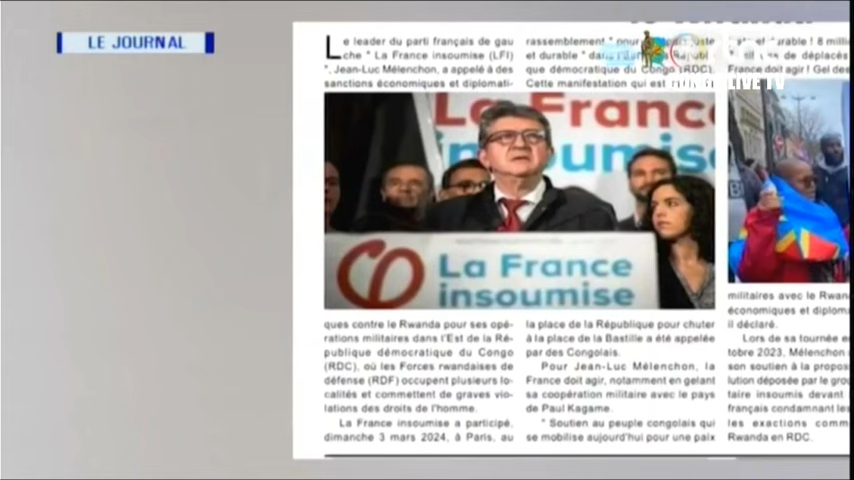 LE JOURNAL
Le leader du parti français de gau
che " La France insoumise (LFI)
", Jean-Luc Mélenchon, a appelé à des
sanctions économiques et diplomati-
La France
insoumise
La France
insoumise
ques contre le Rwanda pour ses opé-
rations militaires dans l'Est de la Ré-
publique démocratique du Congo
(RDC), où les Forces rwandaises de
défense (RDF) occupent plusieurs lo-
calités et commettent de graves vio-
lations des droits de l'homme.
La France insoumise a participé,
dimanche 3 mars 2024, à Paris, au
rassemblement " pour
et durable " dans
que démocratique du Congo (RDC).
Cette manifestation qui est
la place de la République pour chuter
à la place de la Bastille a été appelée
par des Congolais.
Pour Jean-Luc Mélenchon, la
France doit agir, notamment en gelant
sa coopération militaire avec le pays
de Paul Kagame.
" Soutien au peuple congolais qui
se mobilise aujourd'hui pour une paix
et durable ! 8 milli
de déplacés
France doit agir ! Gel des
CONGO LIVE TV
militaires avec le Rwan
économiques et diplom
il déclaré.
Lors de sa tournée e
tobre 2023, Mélenchon
son soutien à la propos
lution déposée par le grou
taire insoumis devant
français condamnant les
les exactions comm
Rwanda en RDC.